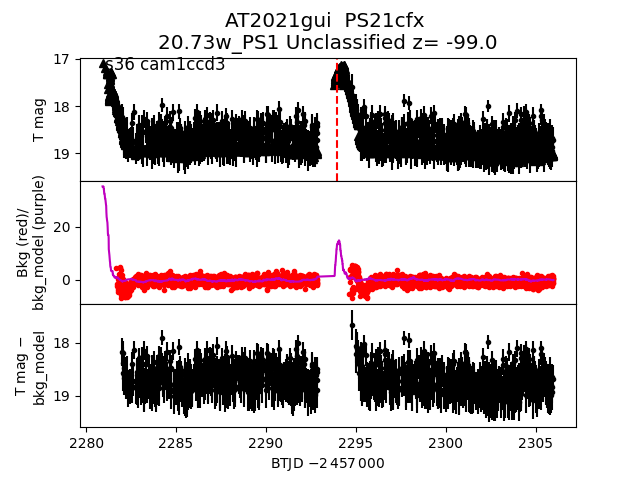 AT2021gui  PS21cfx
20.73w_PS1 Unclassified z= -99.0
s36 cam1ccd3
17
18
19
T mag
20
0
Bkg (red)/
bkg_model (purple)
18
19
T mag −
bkg_model
2280
2285
2290
2295
2300
2305
BTJD −2 457 000